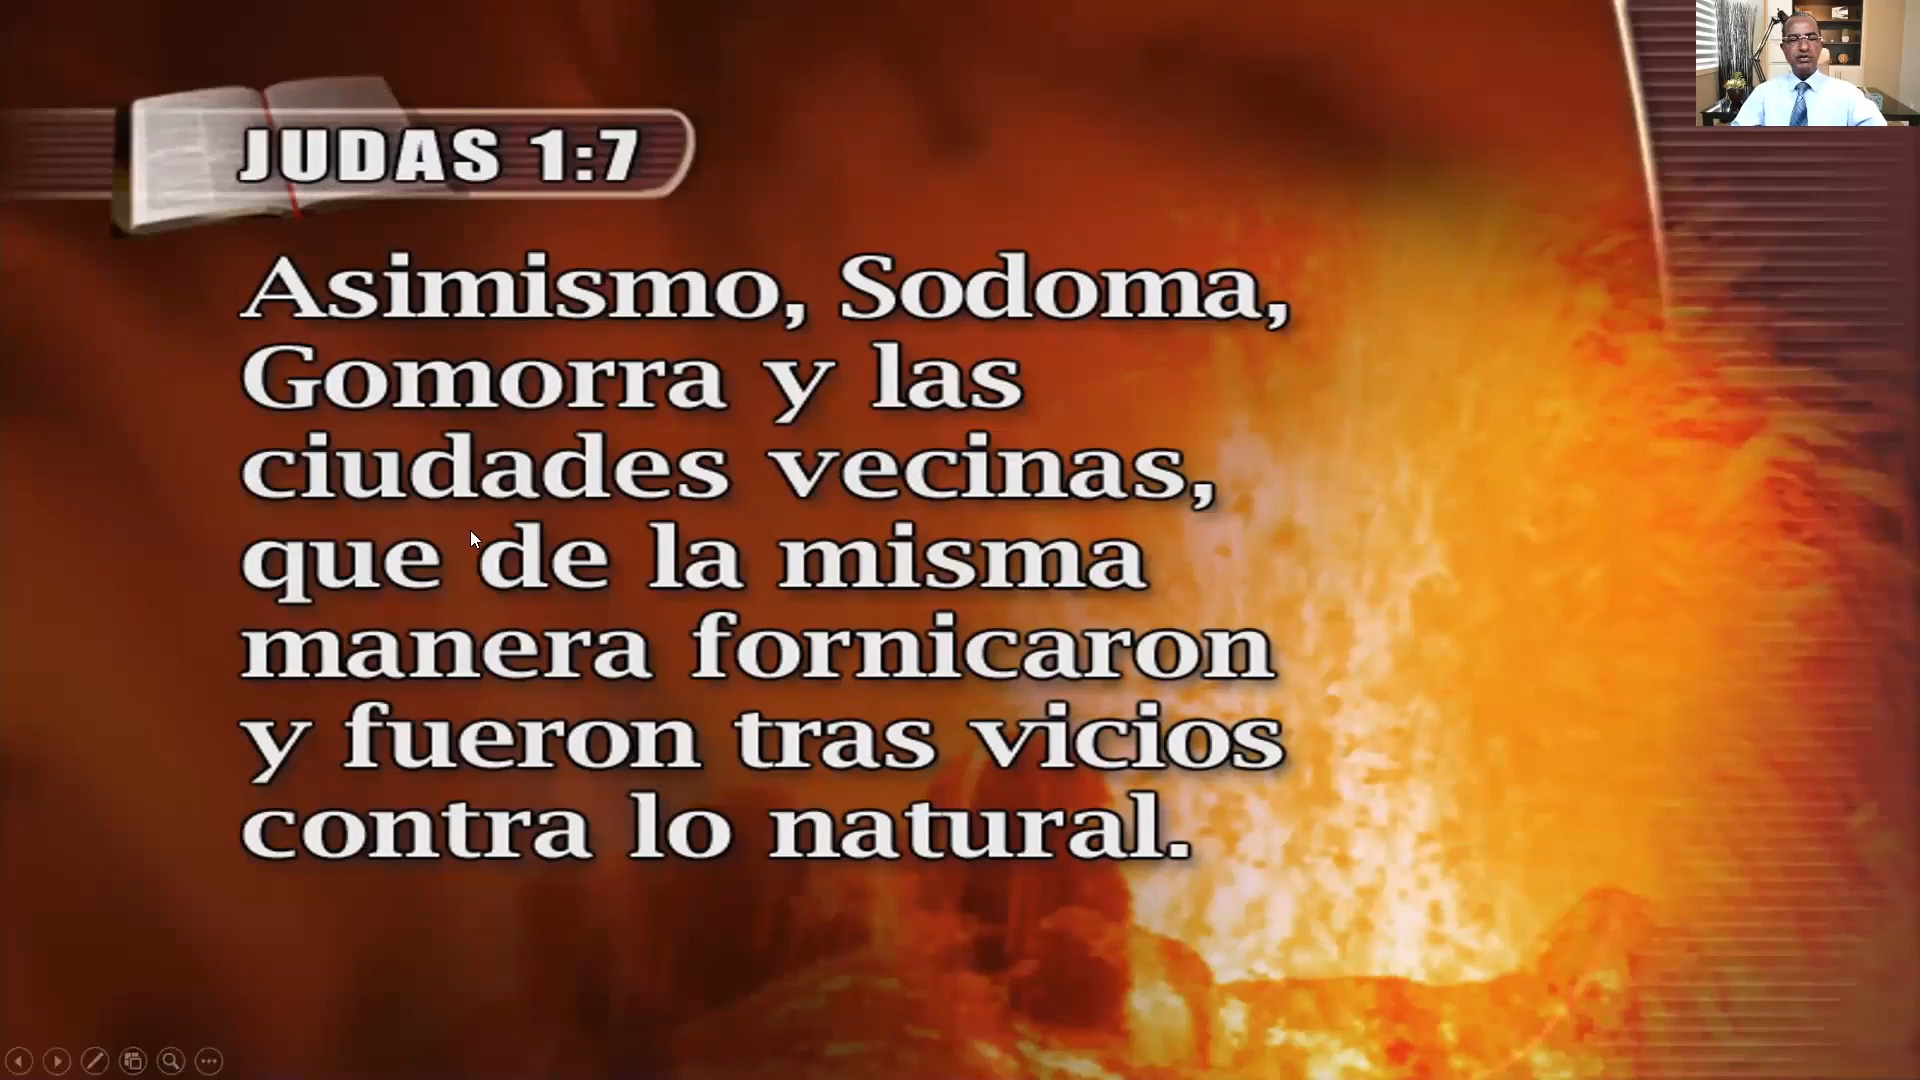 JUDAS 1:7
Asimismo, Sodoma,
Gomorra y las
ciudades vecinas,
que de la misma
manera fornicaron
y fueron tras vicios
contra lo natural.